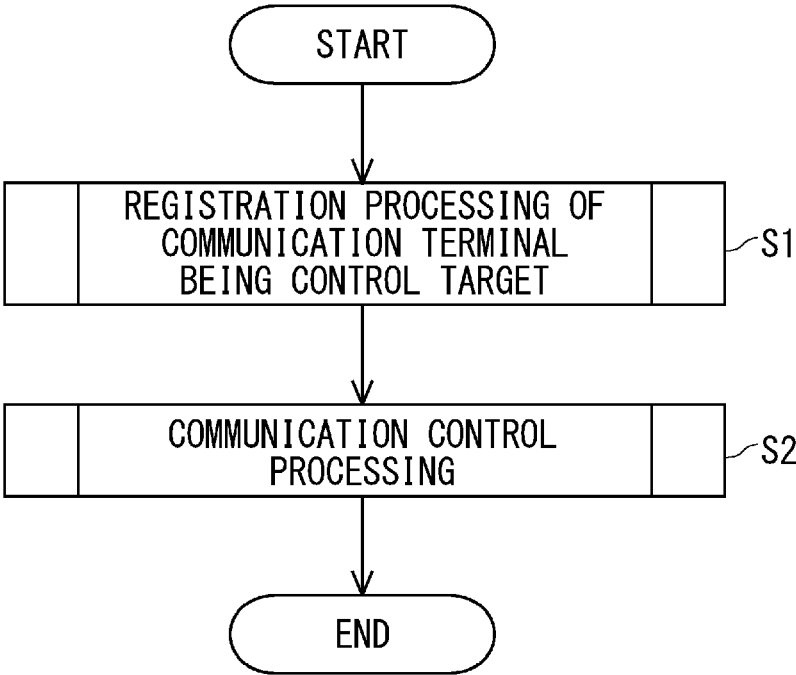 START
REGISTRATION PROCESSING OF
COMMUNICATION TERMINAL
BEING CONTROL TARGET
S1
COMMUNICATION CONTROL
PROCESSING
S2
END